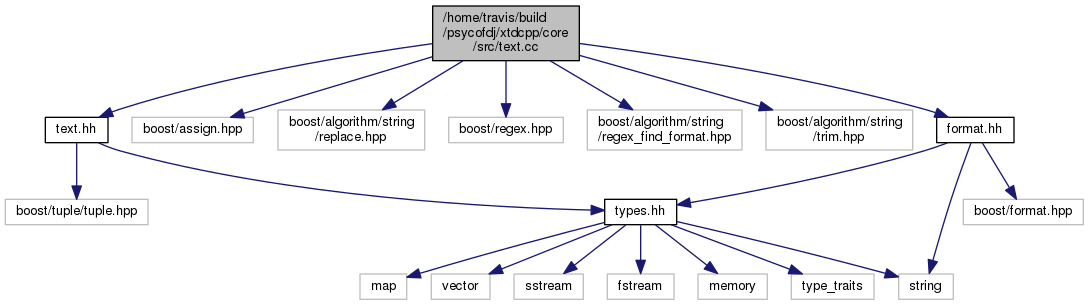 /home/travis/build
/psycofdj/xtdcpp/core
/src/text.cc
text.hh
boost/assign.hpp
boost/algorithm/string
/replace.hpp
boost/regex.hpp
boost/algorithm/string
/regex_find_format.hpp
boost/algorithm/string
/trim.hpp
format.hh
boost/tuple/tuple.hpp
types.hh
boost/format.hpp
map
vector
sstream
fstream
memory
type_traits
string